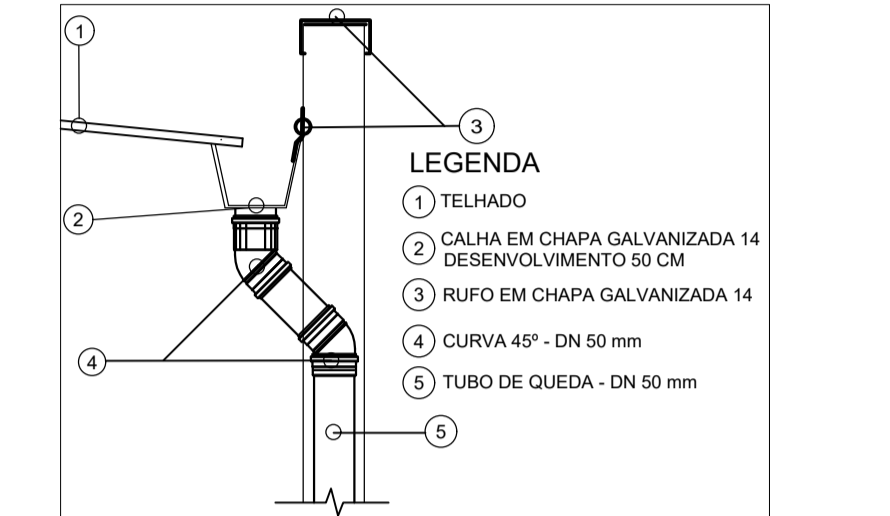 1
3
LEGENDA
1 TELHADO
2
2 CALHA EM CHAPA GALVANIZADA 14
DESENVOLVIMENTO 50 CM
3 RUFO EM CHAPA GALVANIZADA 14
4 CURVA 45º - DN 50 mm
4
5 TUBO DE QUEDA - DN 50 mm
5